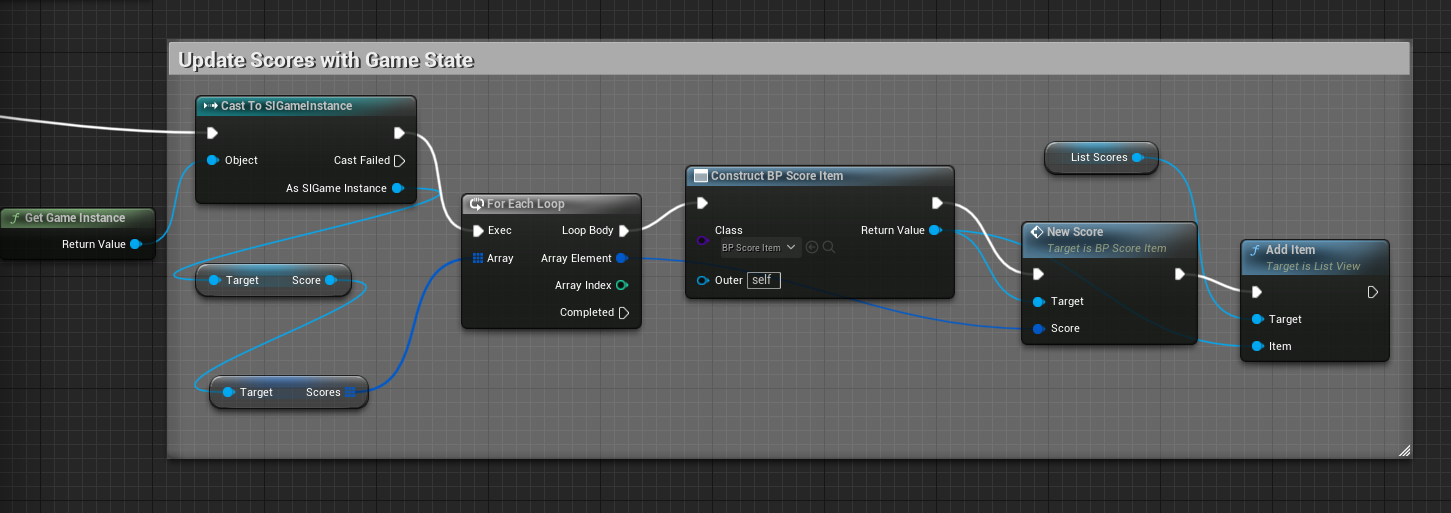 Update Scores with Game State
Cast To SIGameInstance
Object
Cast Failed
As SIGame Instance
Get Game Instance
Return Value
Target
Score
Target
Scores
For Each Loop
Exec
Loop Body
Array
Array Element
Array Index
Completed
Construct BP Score Item
Class
BP Score Item
Return Value
Outer
self
List Scores
New Score
Target is BP Score Item
Target
Score
Add Item
Target is List View
Target
Item